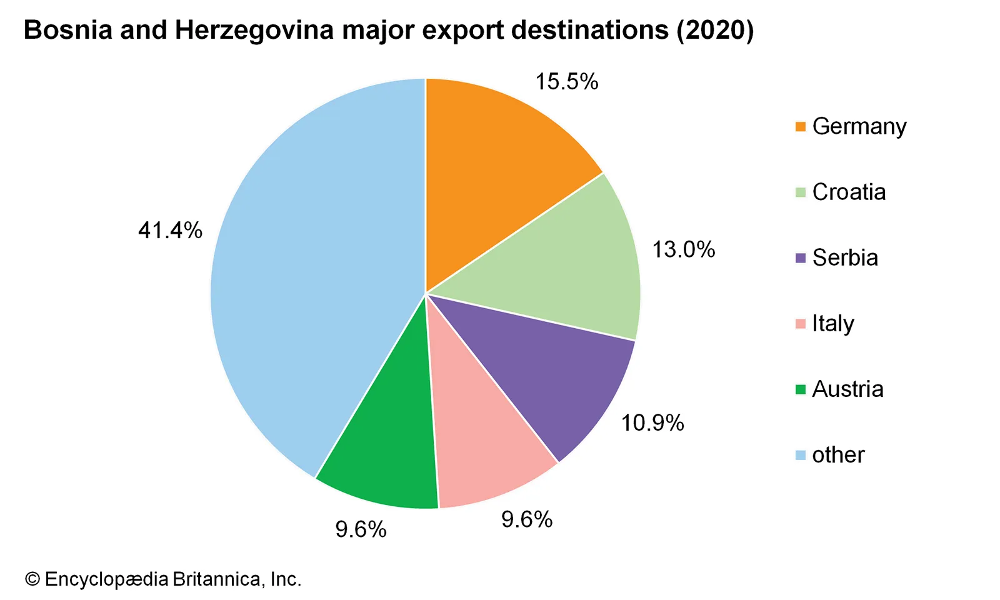 Bosnia and Herzegovina major export destinations (2020)
15.5%
13.0%
10.9%
9.6%
9.6%
41.4%
Germany
Croatia
Serbia
Italy
Austria
other
© Encyclopædia Britannica, Inc.